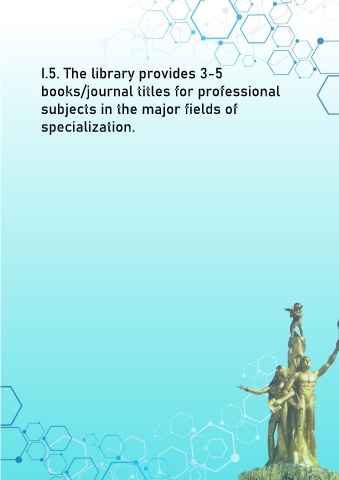 I.5. The library provides 3-5
books/journal titles for professional
subjects in the major fields of
specialization.